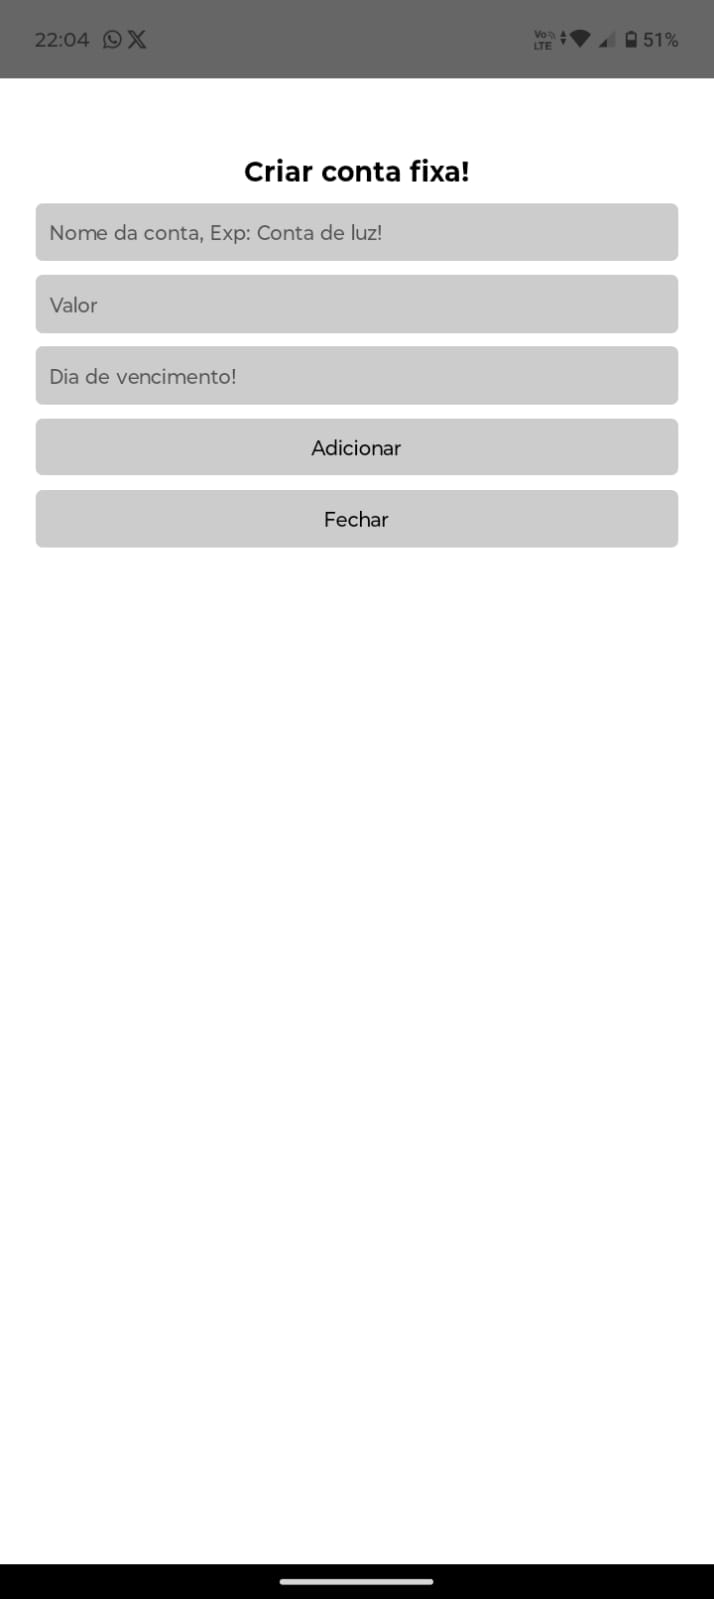 22:04 Vo LTE 51%
Criar conta fixa!
Nome da conta, Exp: Conta de luz!
Valor
Dia de vencimento!
Adicionar
Fechar